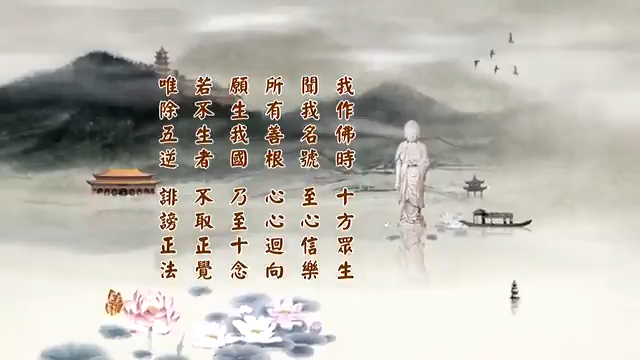 我作佛時 十方眾生
聞我名號 至心信樂
所有善根 心心迴向
願生我國 乃至十念
若不生者 不取正覺
唯除五逆 誹謗正法